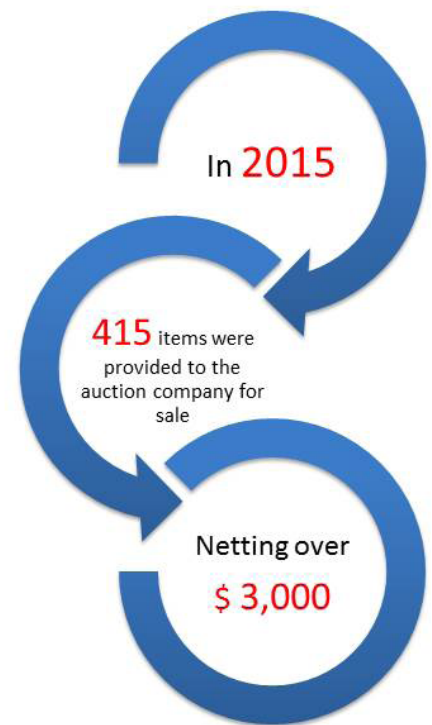 In 2015
415 items were
provided to the
auction company for
sale
Netting over
$ 3,000